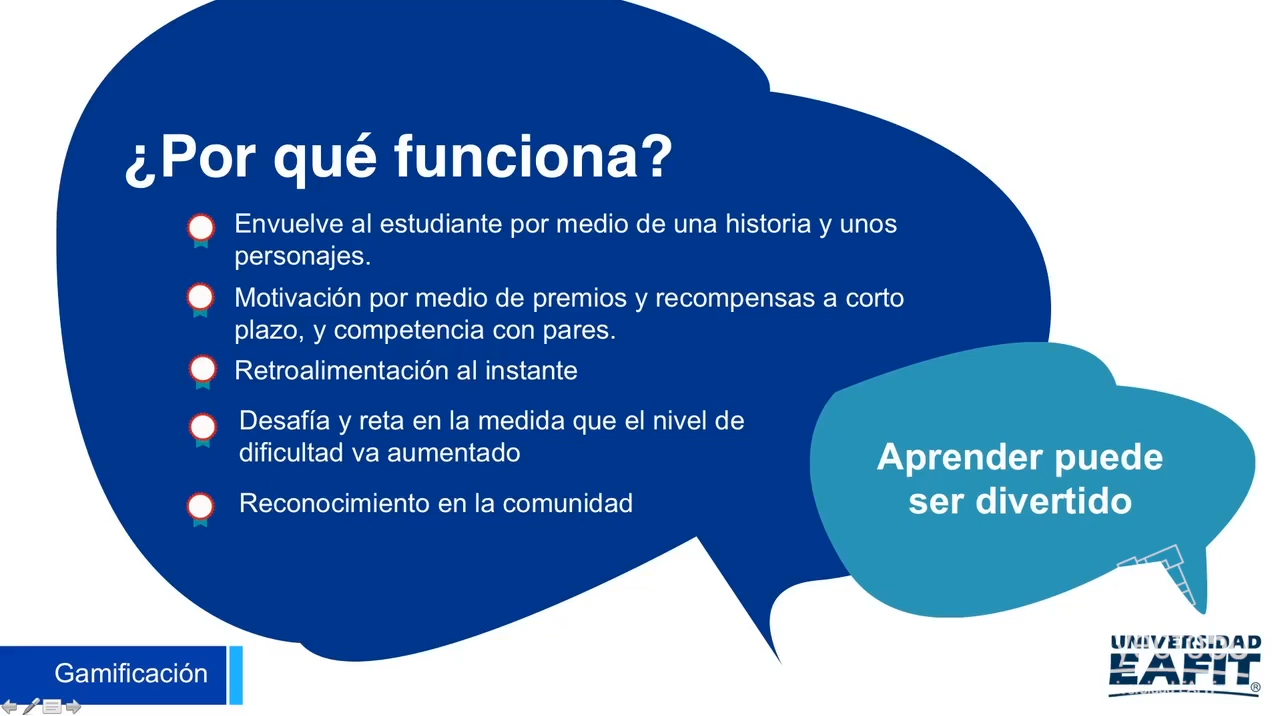 ¿Por qué funciona?
Envuelve al estudiante por medio de una historia y unos
personajes.
Motivación por medio de premios y recompensas a corto
plazo, y competencia con pares.
Retroalimentación al instante
Desafía y reta en la medida que el nivel de
dificultad va aumentado
Reconocimiento en la comunidad
Aprender puede
ser divertido
Gamificación
UNIVERSIDAD
EAFIT®